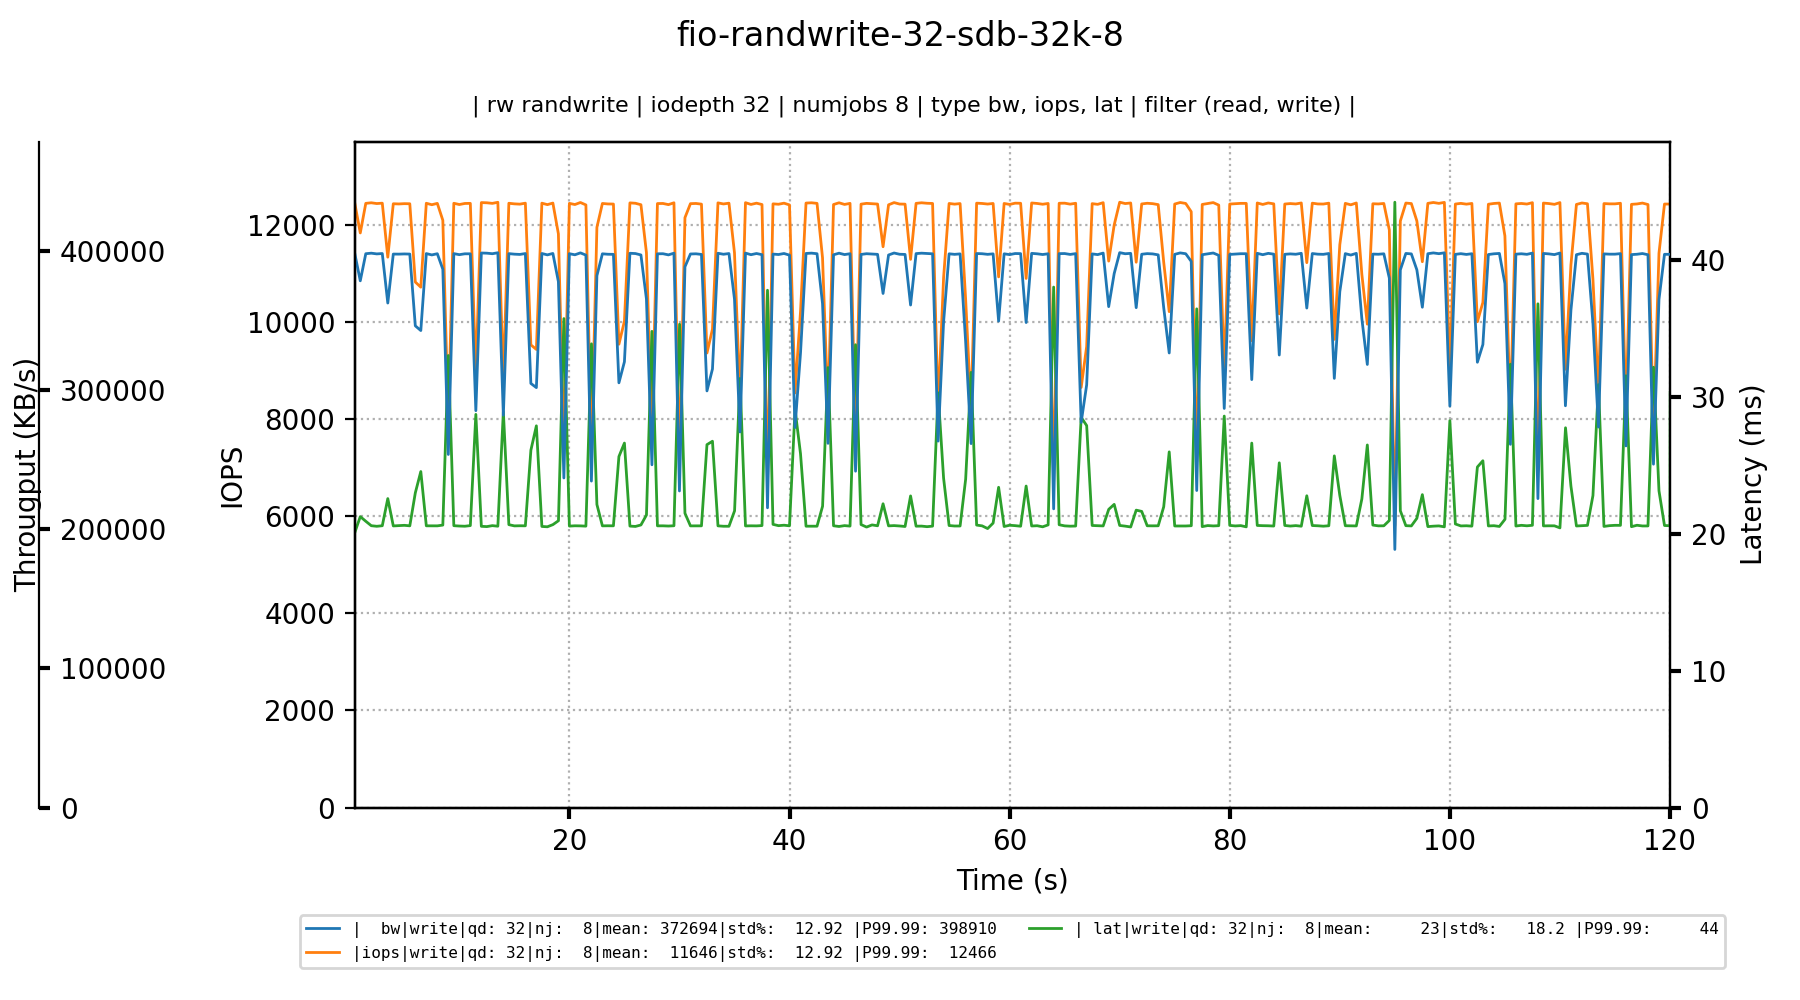 fio-randwrite-32-sdb-32k-8
| rw randwrite | iodepth 32 | numjobs 8 | type bw, iops, lat | filter (read, write) |
Througput (KB/s)
400000
300000
200000
100000
0
IOPS
12000
10000
8000
6000
4000
2000
0
40
30
20
10
0
Latency (ms)
20 40 60 80 100 120
Time (s)
|  bw|write|qd: 32|nj:  8|mean: 372694|std%:  12.92 |P99.99: 398910
|iops|write|qd: 32|nj:  8|mean:  11646|std%:  12.92 |P99.99:  12466
| lat|write|qd: 32|nj:  8|mean:     23|std%:   18.2 |P99.99:     44